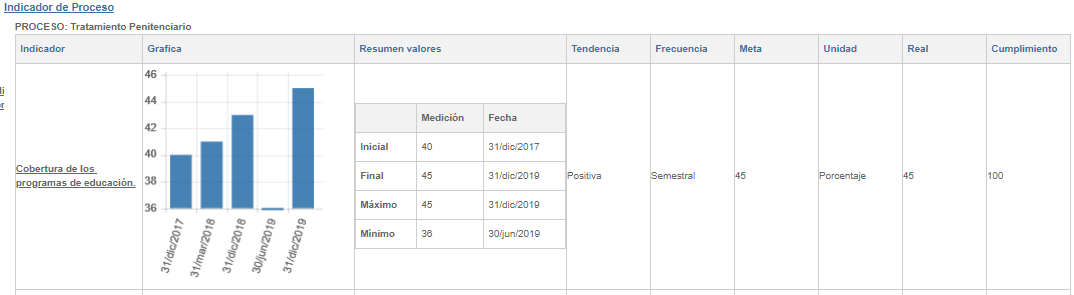 Indicador de Proceso
PROCESO: Tratamiento Penitenciario
Indicador Grafica Resumen valores Tendencia Frecuencia Meta Unidad Real Cumplimiento
Cobertura de los
programas de educación.
46
44
42
40
38
36
31/dic/2017
31/mar/2018
31/dic/2018
30/jun/2019
31/dic/2019
Medición Fecha
Inicial 40 31/dic/2017
Final 45 31/dic/2019
Máximo 45 31/dic/2019
Mínimo 36 30/jun/2019
Positiva Semestral 45 Porcentaje 45 100